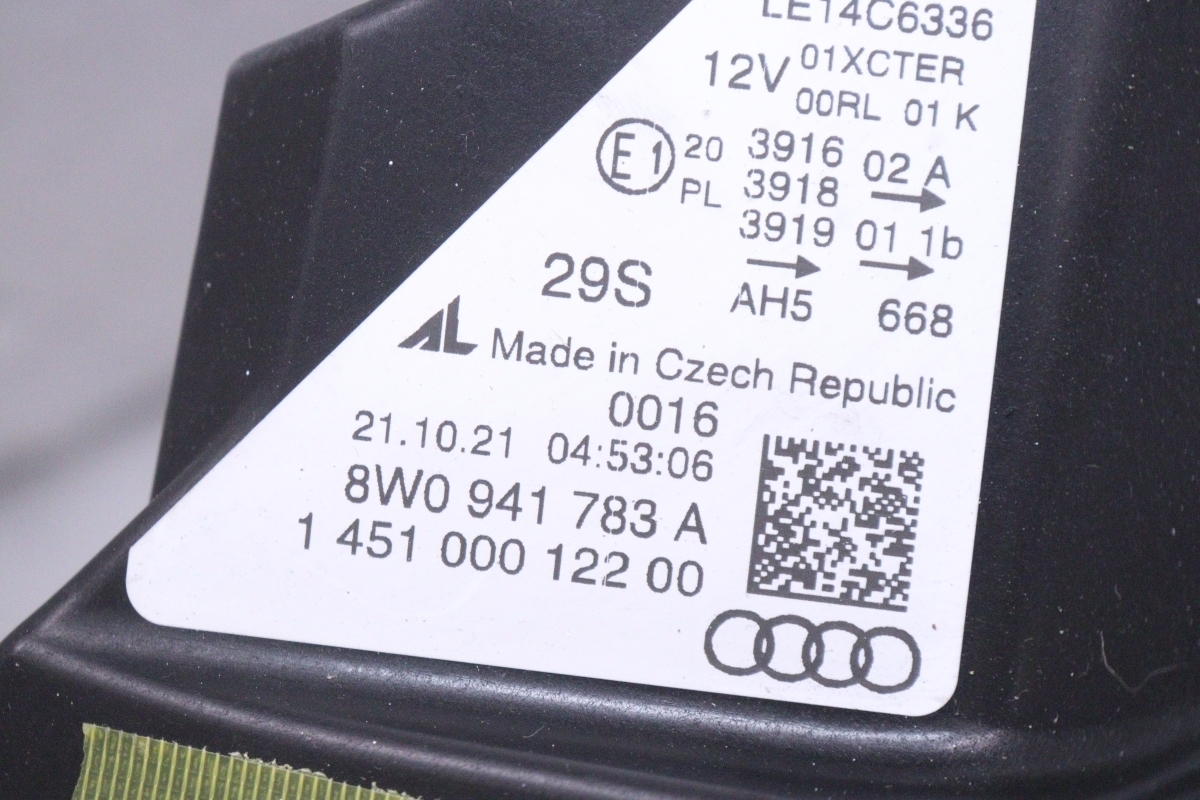 LE14C6336
12V 01XCTER
00RL 01 K
E1 20 3916 02 A
PL 3918 →
3919 01 1b
→ →
29S AH5 668
AL Made in Czech Republic
0016
21.10.21 04:53:06
8W0 941 783 A
1 451 000 122 00